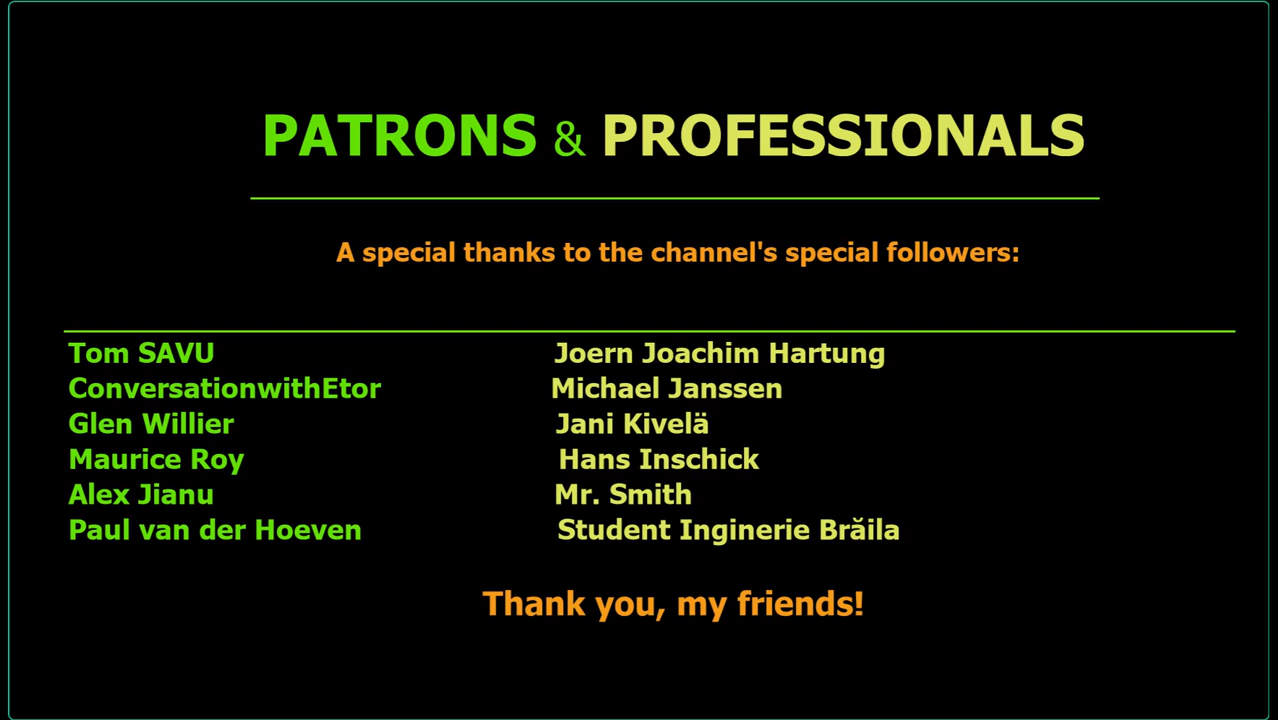 PATRONS & PROFESSIONALS
A special thanks to the channel's special followers:
Tom SAVU
ConversationwithEtor
Glen Willier
Maurice Roy
Alex Jianu
Paul van der Hoeven
Joern Joachim Hartung
Michael Janssen
Jani Kivelä
Hans Inschick
Mr. Smith
Student Inginerie Brăila
Thank you, my friends!